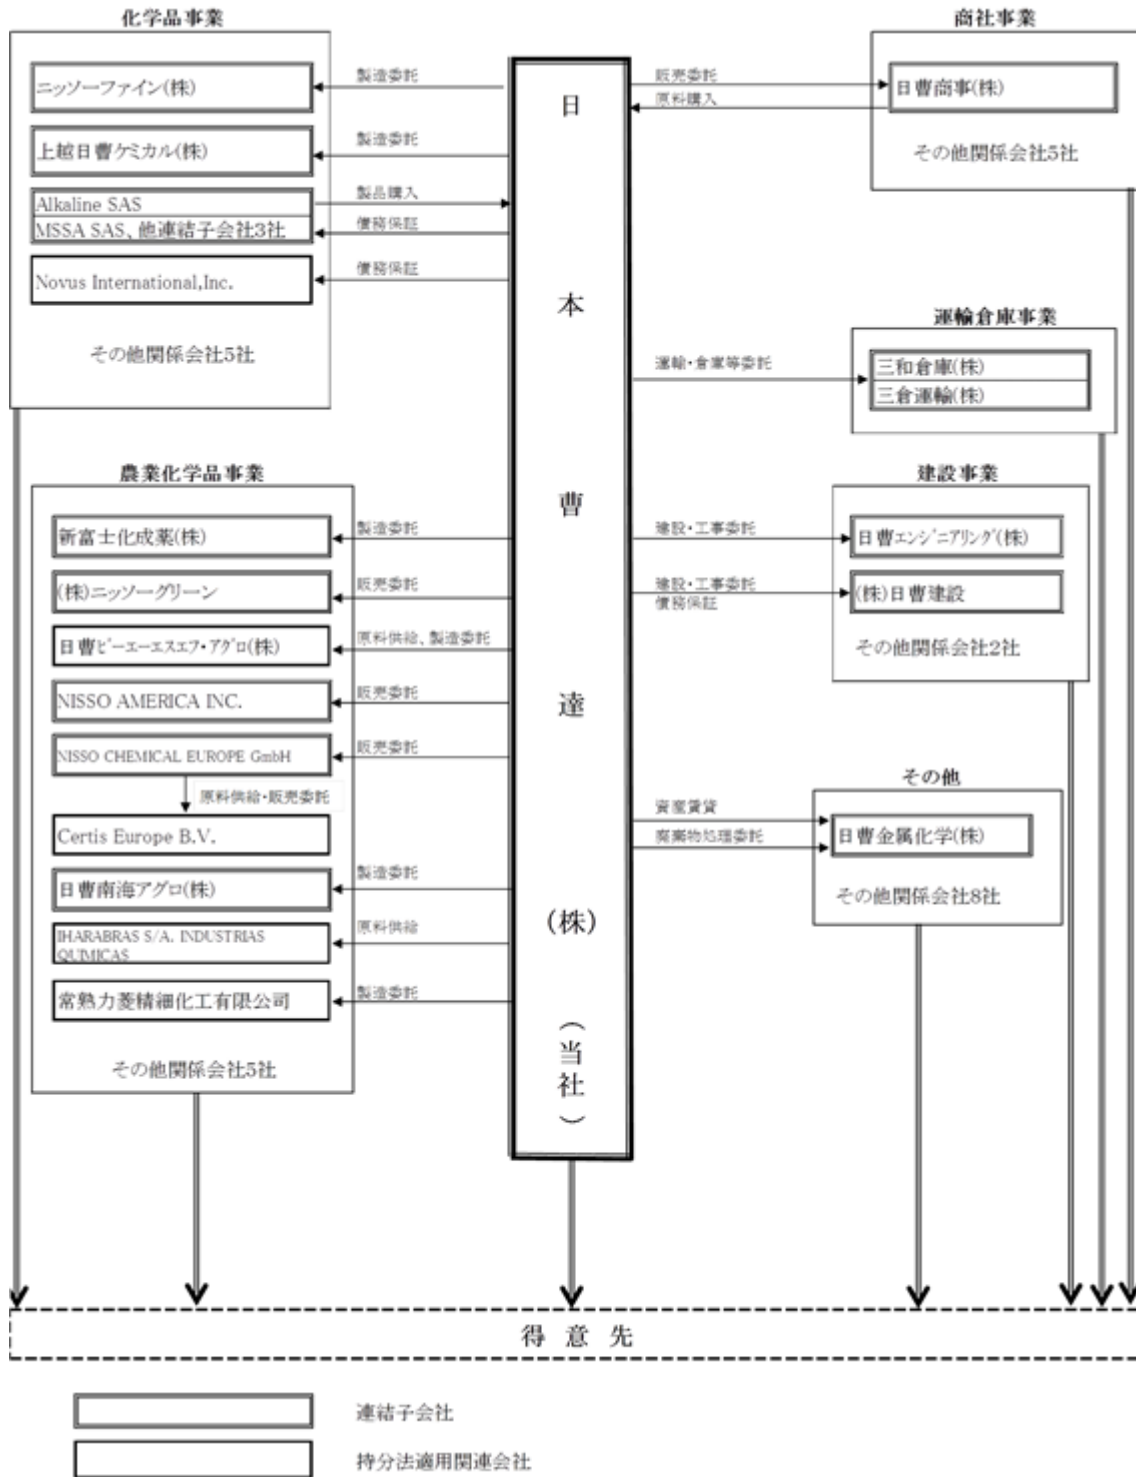 化学品事業
ニッソーファイン(株)
製造委託
上越日曹ケミカル(株)
製造委託
Alkaline SAS
MSSA SAS、他連結子会社3社
製品購入
債務保証
Novus International,Inc.
債務保証
その他関係会社5社
農業化学品事業
新富士化成薬(株)
製造委託
(株)ニッソーグリーン
販売委託
日曹ビーエーエスエフ・アグロ(株)
原料供給、製造委託
NISSO AMERICA INC.
販売委託
NISSO CHEMICAL EUROPE GmbH
販売委託
原料供給・販売委託
Certis Europe B.V.
日曹南海アグロ(株)
製造委託
IHARABRAS S/A. INDUSTRIAS
QUIMICAS
原料供給
常熟力菱精細化工有限公司
製造委託
その他関係会社5社
日本曹達(株)(当社)
商社事業
販売委託
原料購入
日曹商事(株)
その他関係会社5社
運輸倉庫事業
運輸・倉庫等委託
三和倉庫(株)
三倉運輸(株)
建設事業
建設・工事委託
日曹エンジニアリング(株)
建設・工事委託
債務保証
(株)日曹建設
その他関係会社2社
その他
資産賃貸
廃棄物処理委託
日曹金属化学(株)
その他関係会社8社
得意先
連結子会社
持分法適用関連会社